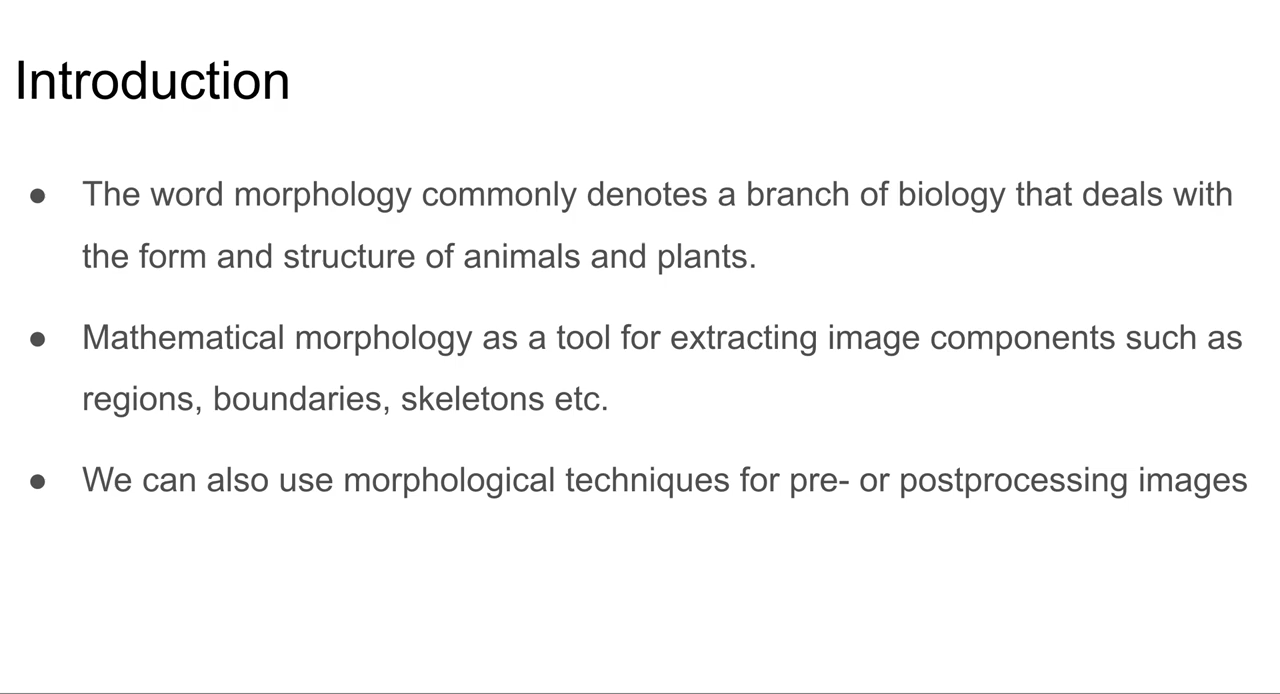 Introduction
● The word morphology commonly denotes a branch of biology that deals with
the form and structure of animals and plants.
● Mathematical morphology as a tool for extracting image components such as
regions, boundaries, skeletons etc.
● We can also use morphological techniques for pre- or postprocessing images